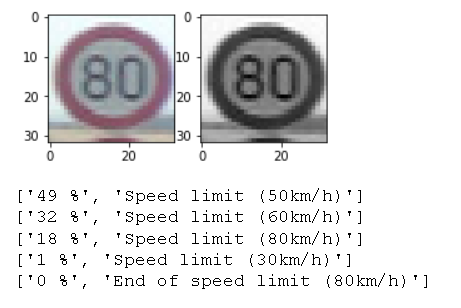 0
10
20
30
0
20
80
0
10
20
30
0
20
80
['49 %', 'Speed limit (50km/h)']
['32 %', 'Speed limit (60km/h)']
['18 %', 'Speed limit (80km/h)']
['1 %', 'Speed limit (30km/h)']
['0 %', 'End of speed limit (80km/h)']